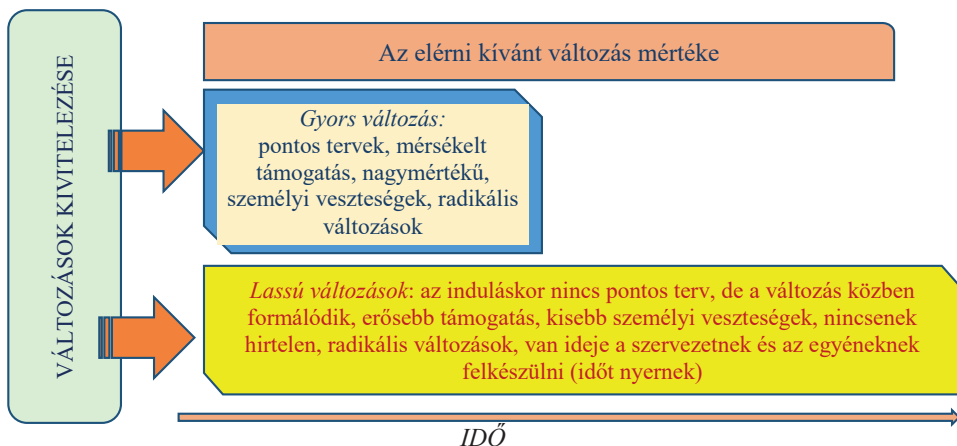 VÁLTOZÁSOK KIVITELEZÉSE
Az elérni kívánt változás mértéke
Gyors változás:
pontos tervek, mérsékelt
támogatás, nagymértékű,
személyi veszteségek, radikális
változások
Lassú változások: az induláskor nincs pontos terv, de a változás közben
formálódik, erősebb támogatás, kisebb személyi veszteségek, nincsenek
hirtelen, radikális változások, van ideje a szervezetnek és az egyéneknek
felkészülni (időt nyernek)
IDŐ